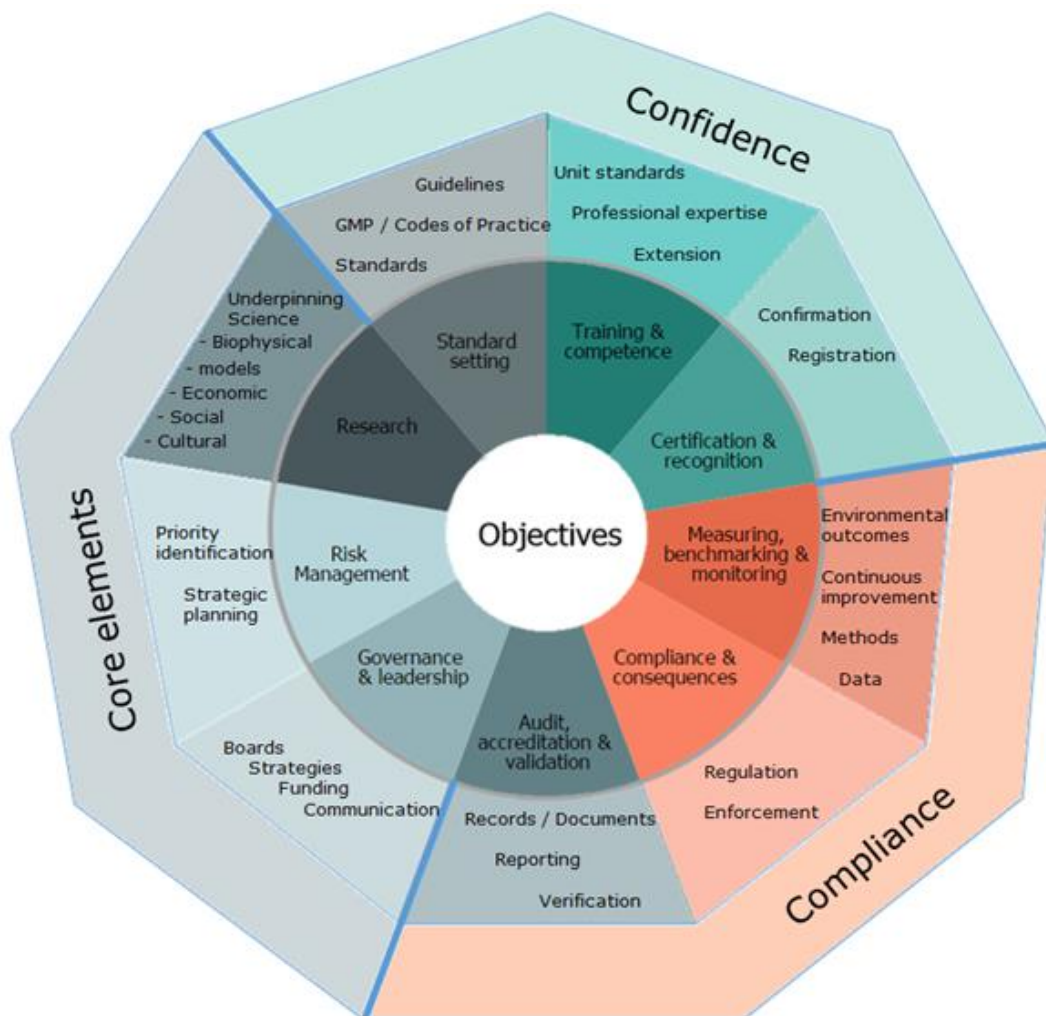 Confidence
Guidelines
GMP / Codes of Practice
Standards
Unit standards
Professional expertise
Extension
Confirmation
Registration
Underpinning
Science
- Biophysical
- models
- Economic
- Social
- Cultural
Standard
setting
Training &
competence
Research
Certification &
recognition
Core elements
Priority
identification
Strategic
planning
Risk
Management
Objectives
Measuring,
benchmarking &
monitoring
Environmental
outcomes
Continuous
improvement
Methods
Data
Governance
& leadership
Compliance &
consequences
Audit,
accreditation &
validation
Boards
Strategies
Funding
Communication
Records / Documents
Reporting
Verification
Regulation
Enforcement
Compliance